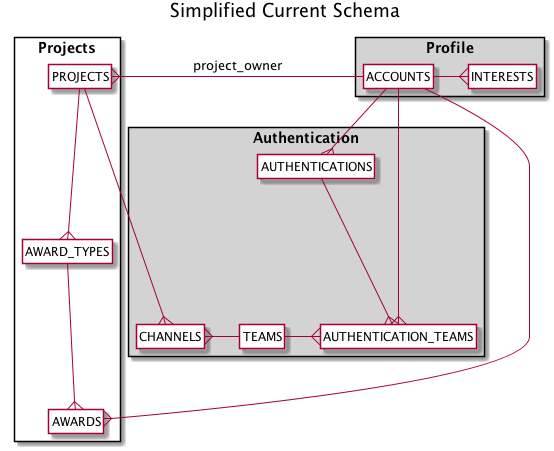 Simplified Current Schema
Projects
Profile
PROJECTS
project_owner
ACCOUNTS
INTERESTS
Authentication
AUTHENTICATIONS
AWARD_TYPES
CHANNELS
TEAMS
AUTHENTICATION_TEAMS
AWARDS